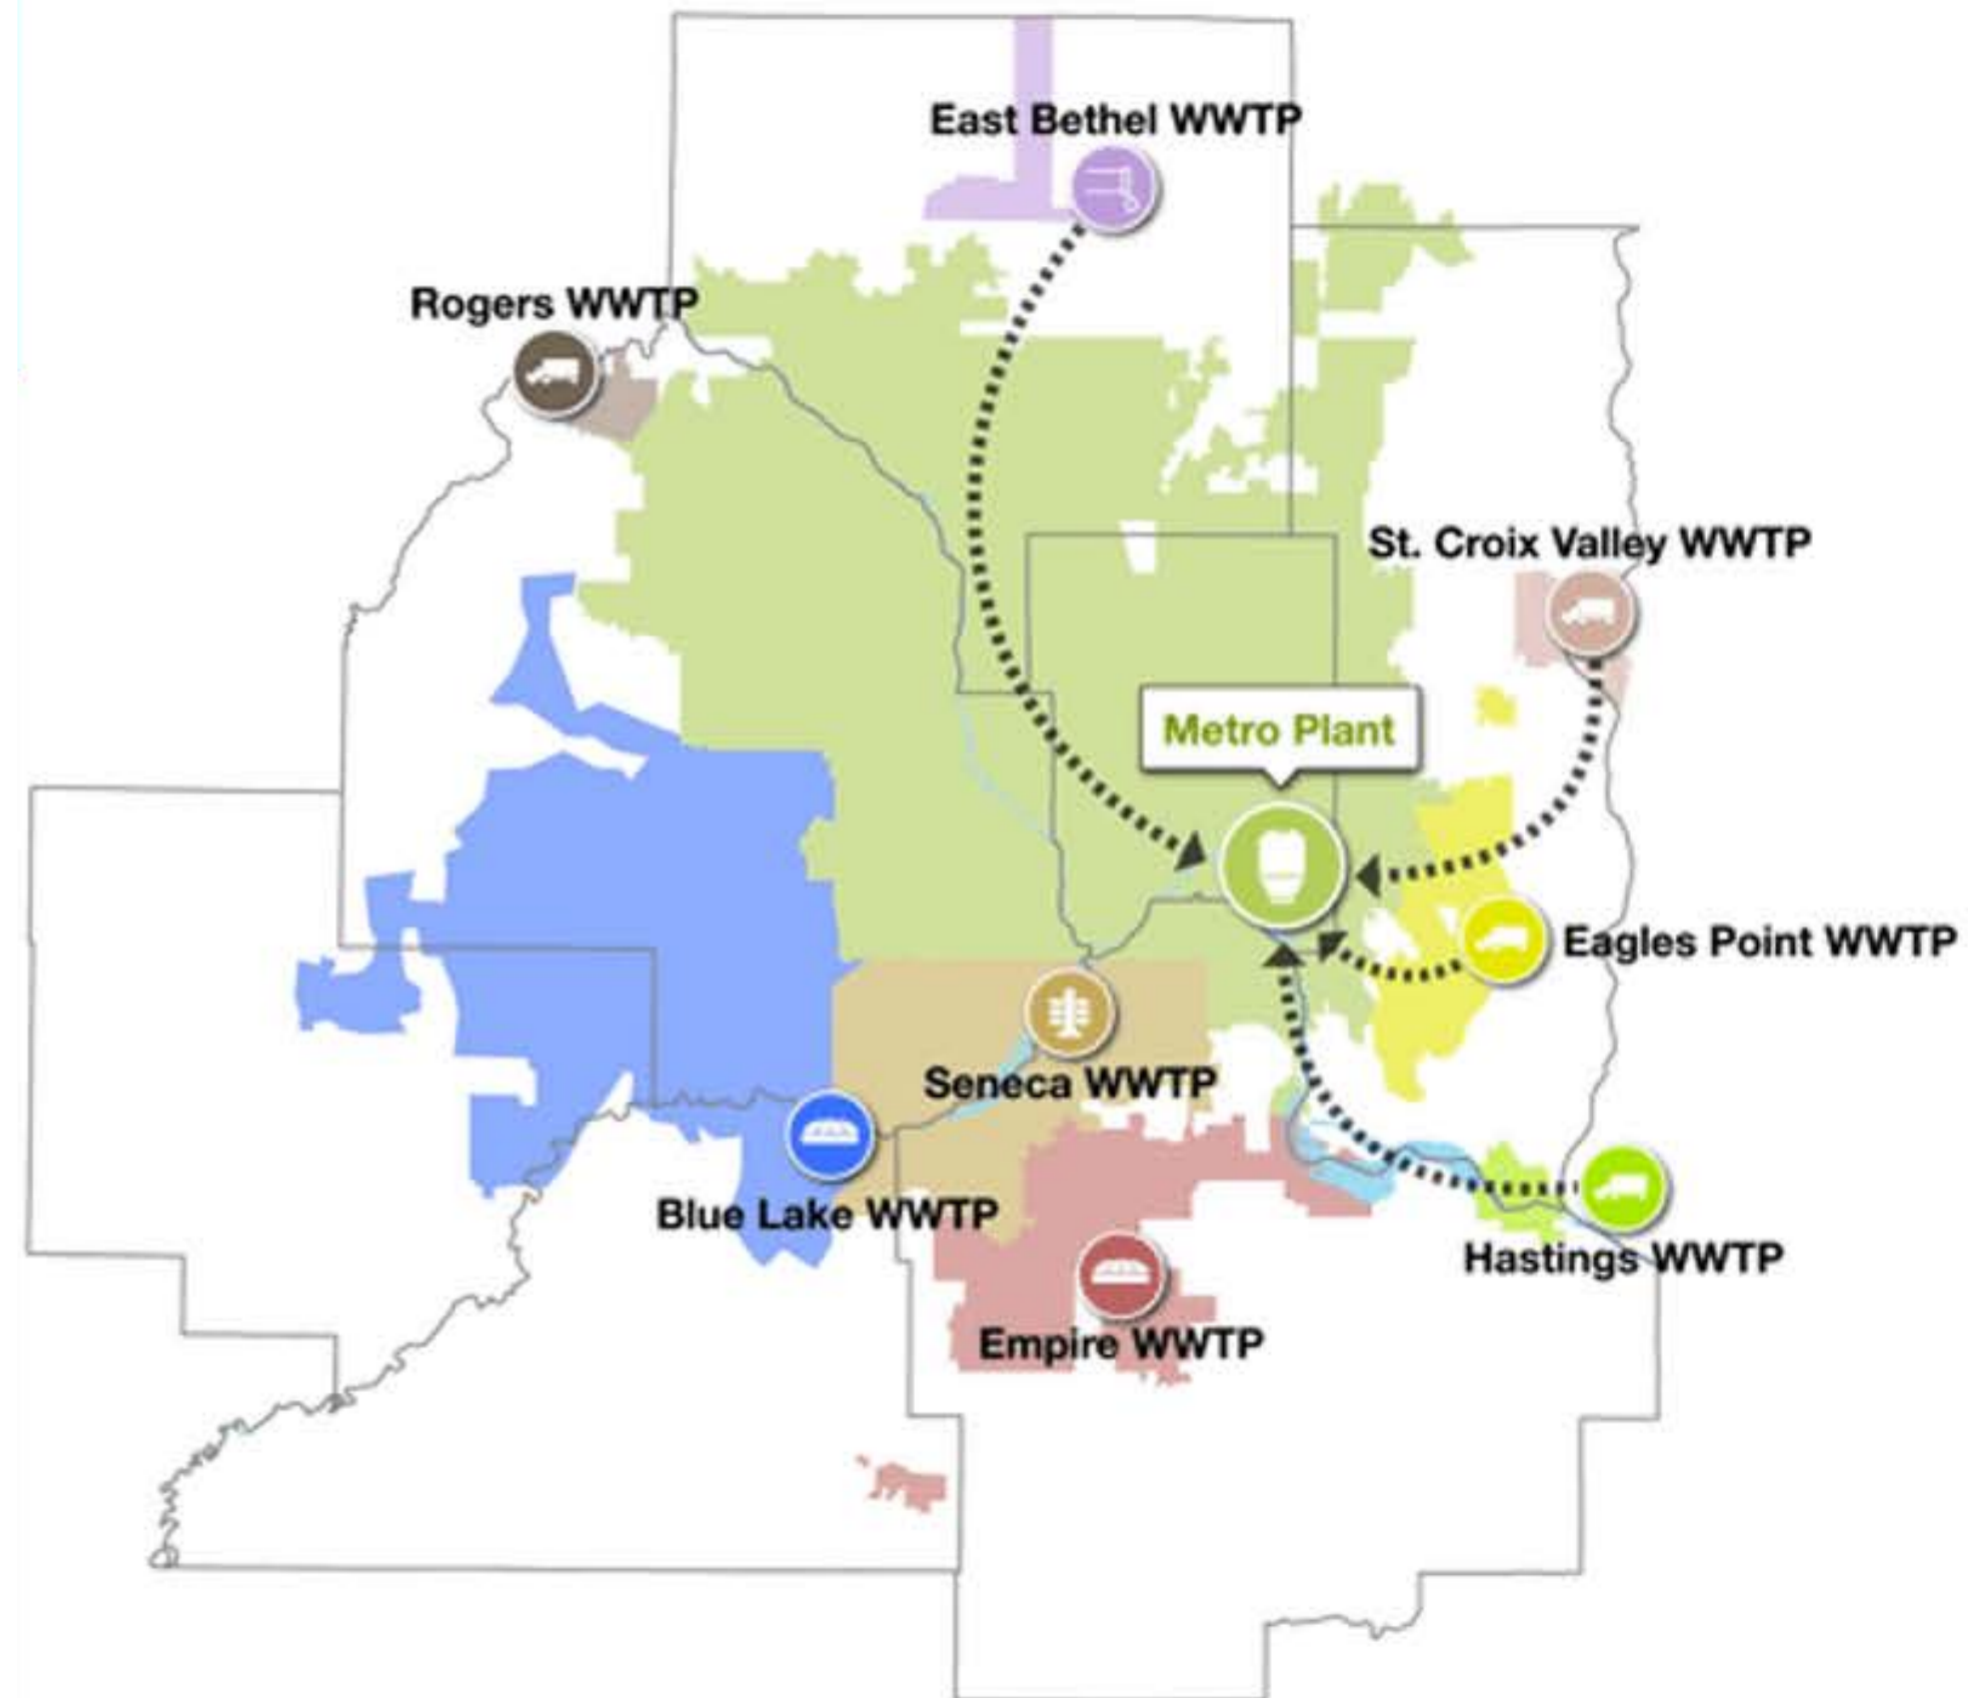 East Bethel WWTP
Rogers WWTP
St. Croix Valley WWTP
Metro Plant
Eagles Point WWTP
Seneca WWTP
Blue Lake WWTP
Hastings WWTP
Empire WWTP